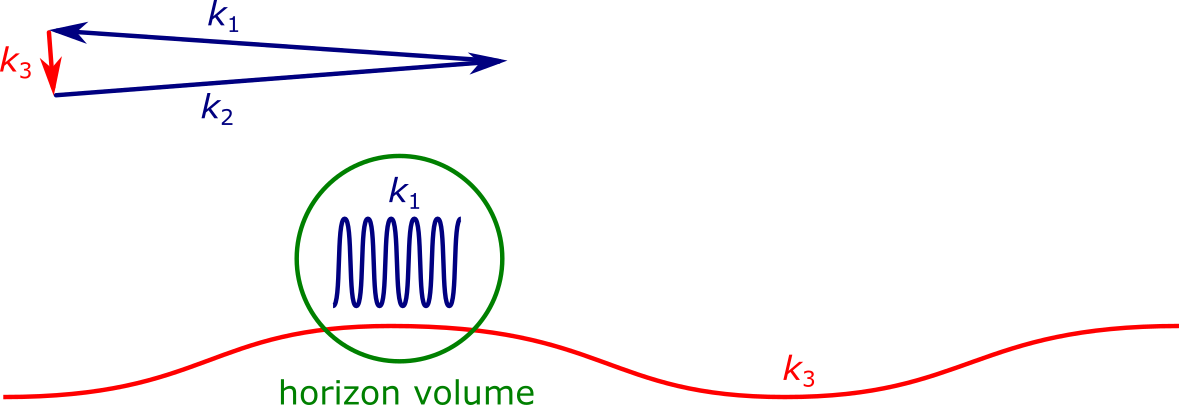 k₁
k₃
k₂
k₁
k₃
horizon volume